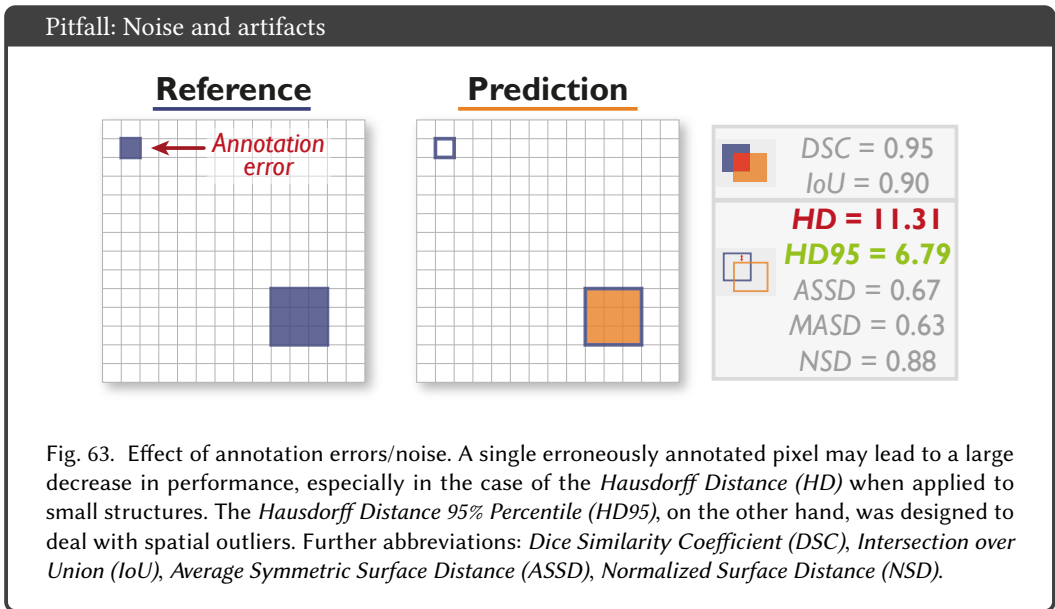 Pitfall: Noise and artifacts
Reference
Prediction
Annotation
error
DSC = 0.95
IoU = 0.90
HD = 11.31
HD95 = 6.79
ASSD = 0.67
MASD = 0.63
NSD = 0.88
Fig. 63. Effect of annotation errors/noise. A single erroneously annotated pixel may lead to a large
decrease in performance, especially in the case of the Hausdorff Distance (HD) when applied to
small structures. The Hausdorff Distance 95% Percentile (HD95), on the other hand, was designed to
deal with spatial outliers. Further abbreviations: Dice Similarity Coefficient (DSC), Intersection over
Union (IoU), Average Symmetric Surface Distance (ASSD), Normalized Surface Distance (NSD).